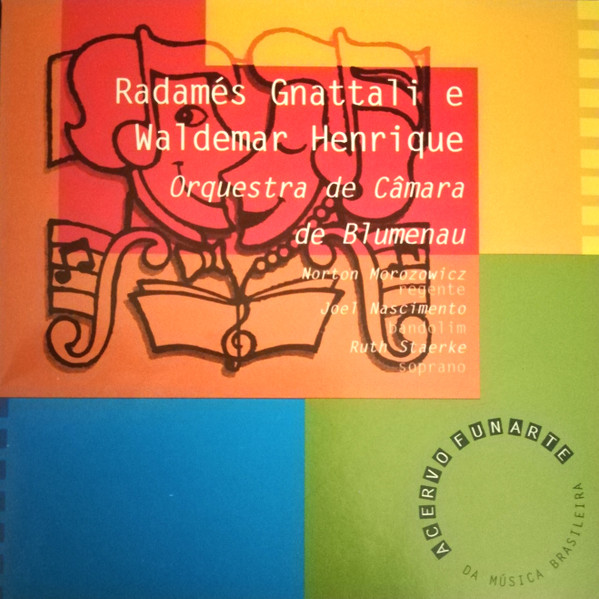 Radamés Gnattali e
Waldemar Henrique
Orquestra de Câmara
de Blumenau
Norton Morozowicz
regente
Joel Nascimento
bandolim
Ruth Staerke
soprano
ACERVO FUNARTE
DA MÚSICA BRASILEIRA